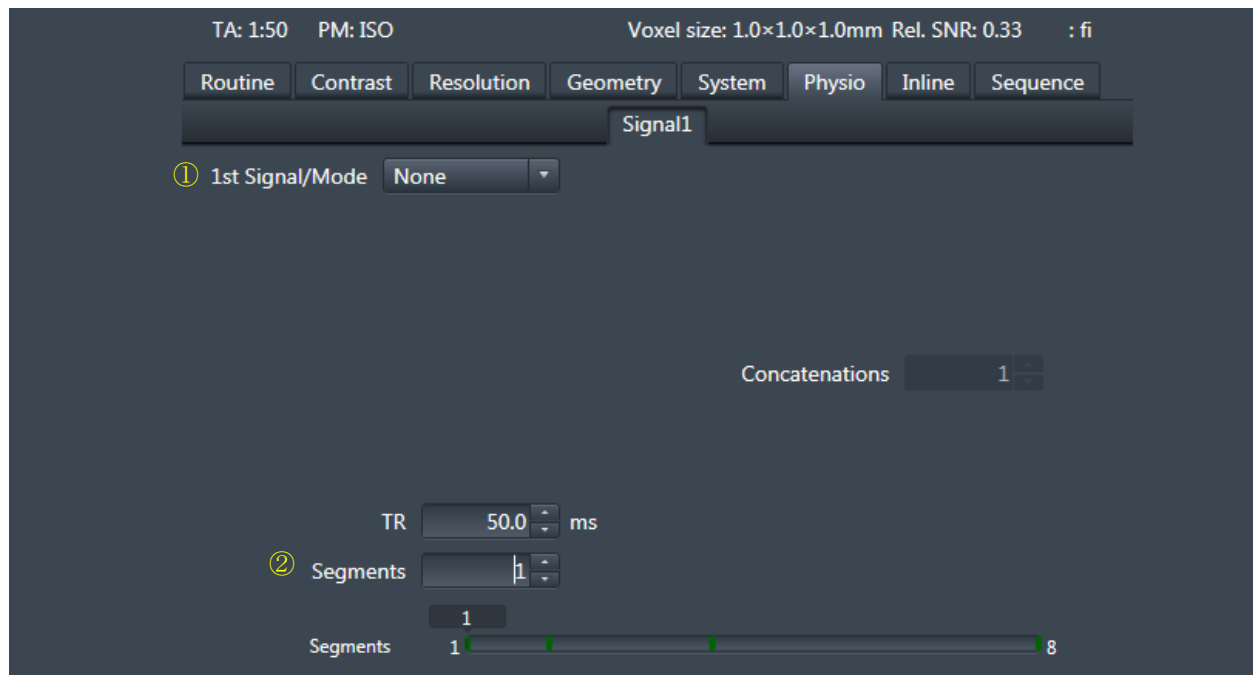 TA: 1:50 PM: ISO Voxel size: 1.0×1.0×1.0mm Rel. SNR: 0.33 : fi
Routine Contrast Resolution Geometry System Physio Inline Sequence
Signal1
① 1st Signal/Mode None
Concatenations 1
TR 50.0 ms
② Segments 1
1
Segments 1 8